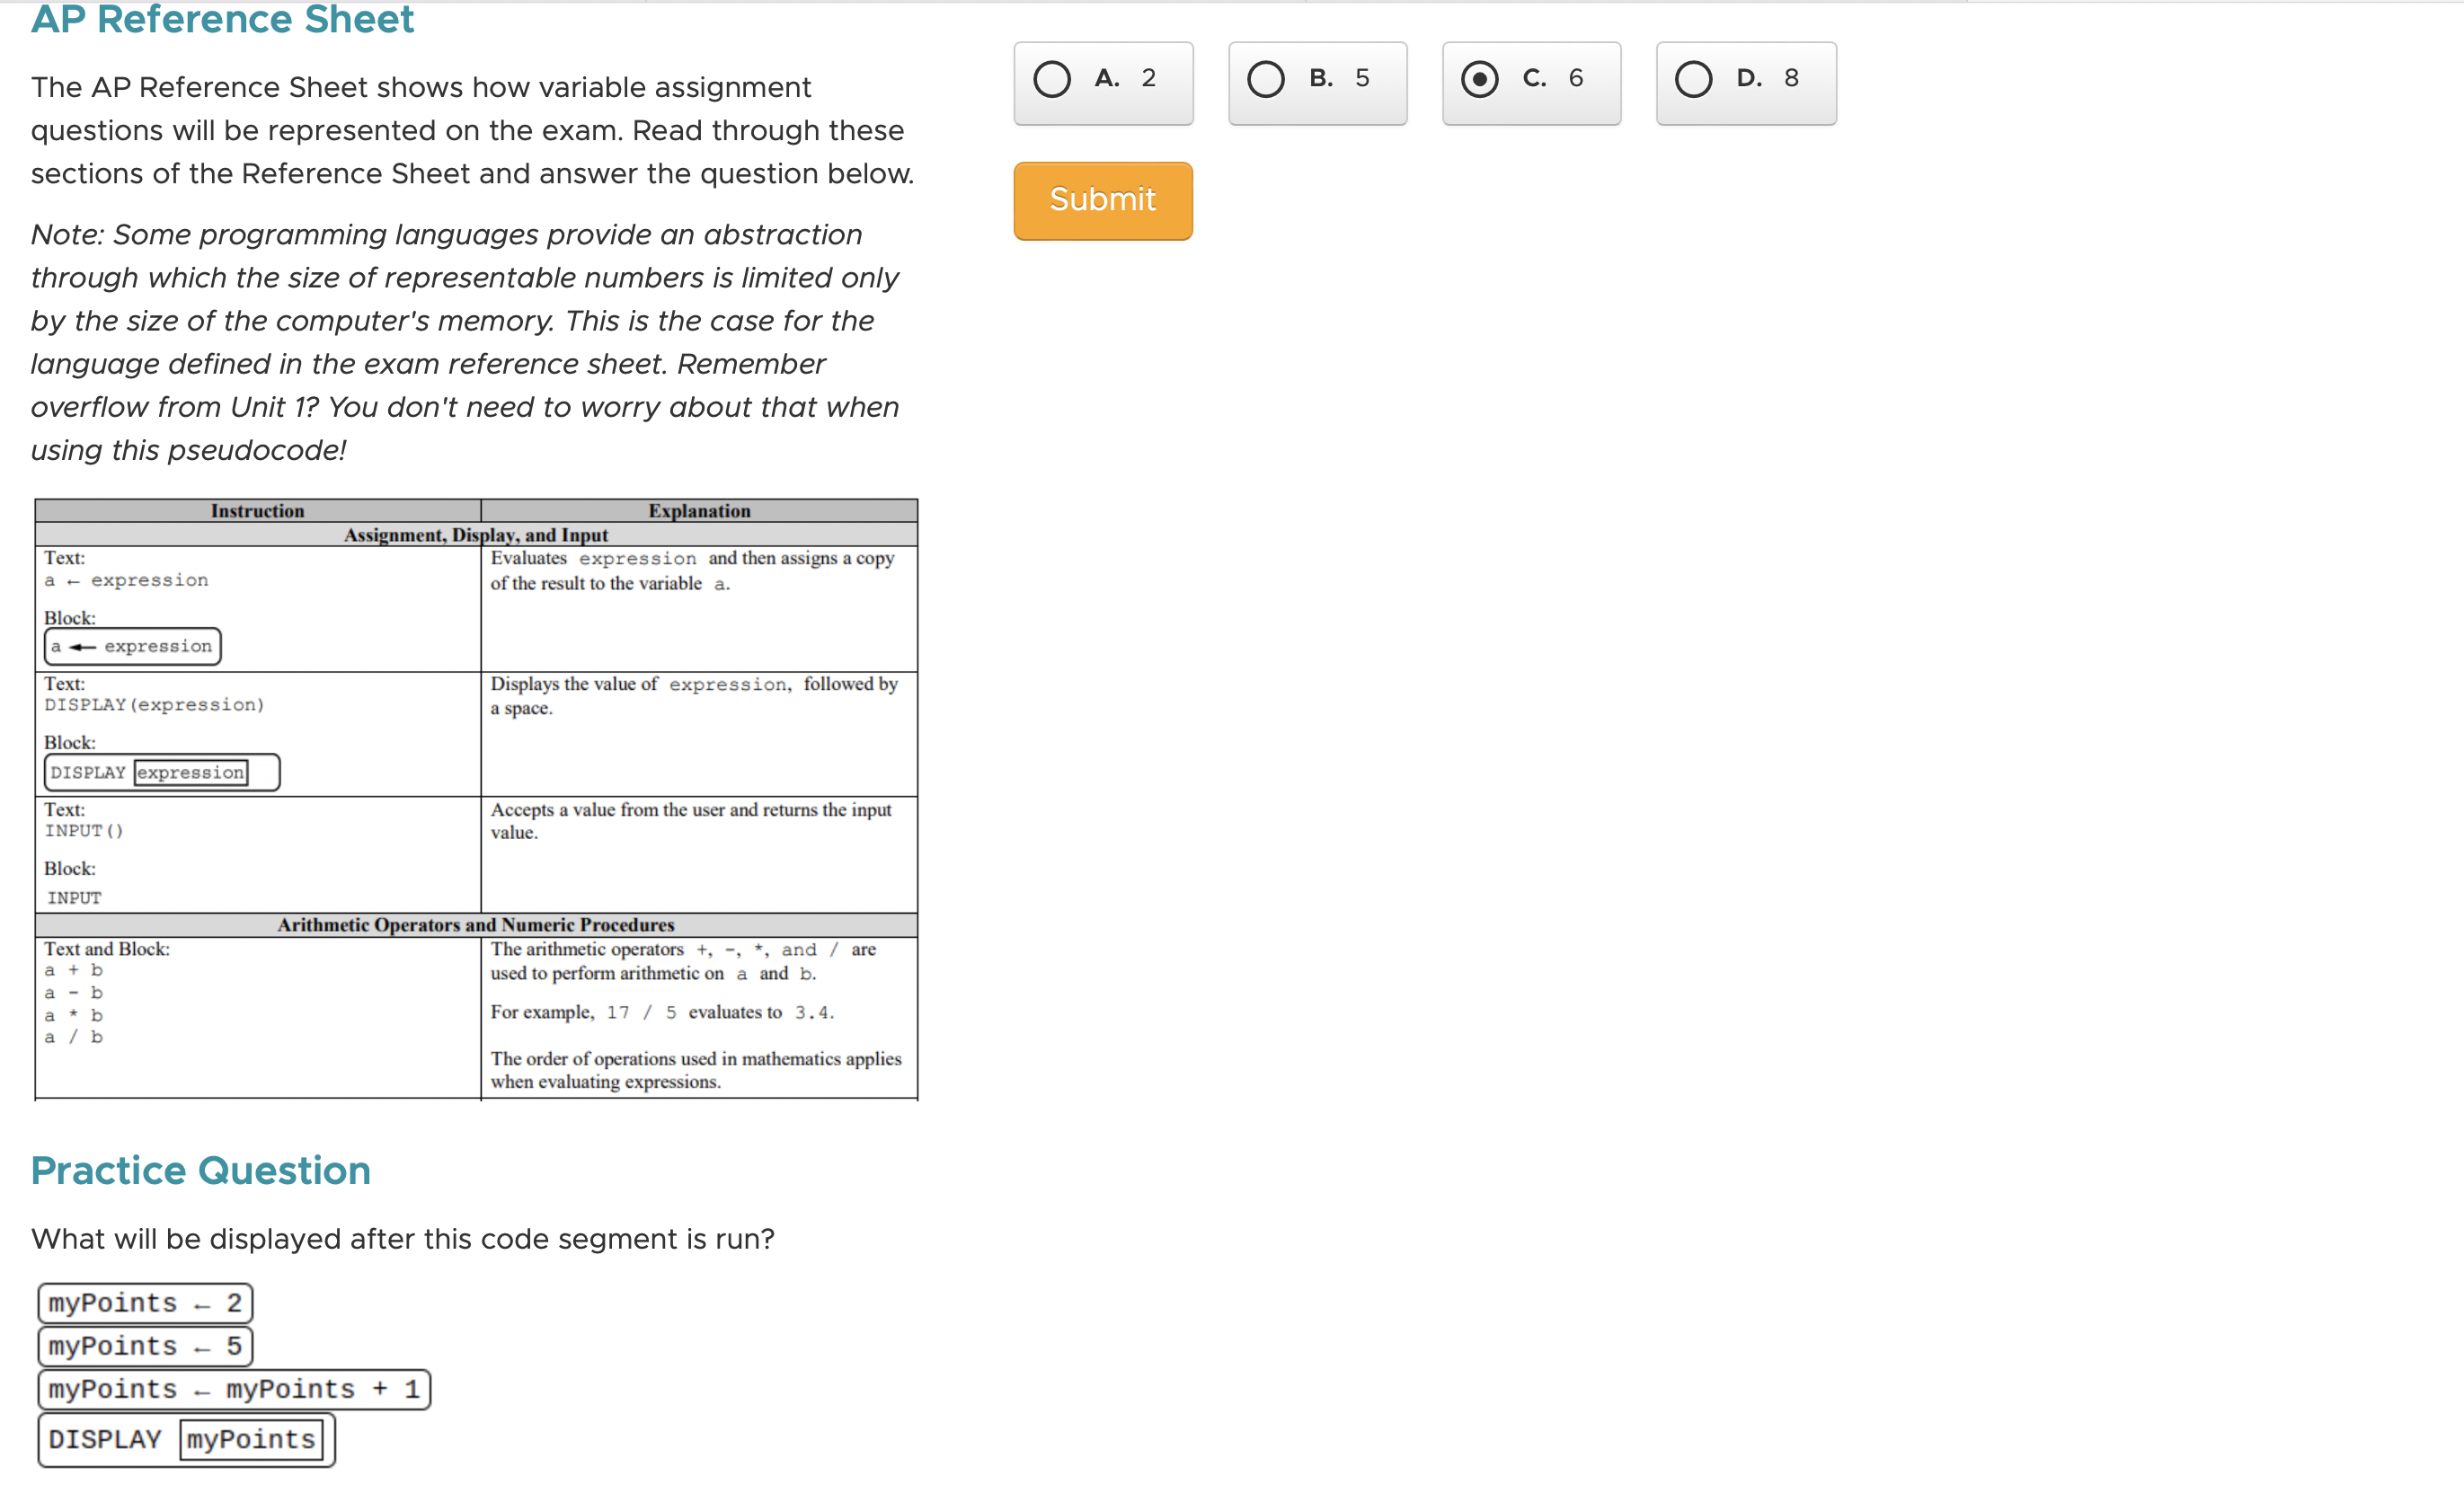 AP Reference Sheet
The AP Reference Sheet shows how variable assignment
questions will be represented on the exam. Read through these
sections of the Reference Sheet and answer the question below.
Note: Some programming languages provide an abstraction
through which the size of representable numbers is limited only
by the size of the computer's memory. This is the case for the
language defined in the exam reference sheet. Remember
overflow from Unit 1? You don't need to worry about that when
using this pseudocode!
Instruction Explanation
Assignment, Display, and Input
Text:
a ← expression
Block:
a ← expression
Evaluates expression and then assigns a copy
of the result to the variable a.
Text:
DISPLAY(expression)
Block:
DISPLAY expression
Displays the value of expression, followed by
a space.
Text:
INPUT()
Block:
INPUT
Accepts a value from the user and returns the input
value.
Arithmetic Operators and Numeric Procedures
Text and Block:
a + b
a - b
a * b
a / b
The arithmetic operators +, -, *, and / are
used to perform arithmetic on a and b.
For example, 17 / 5 evaluates to 3.4.
The order of operations used in mathematics applies
when evaluating expressions.
Practice Question
What will be displayed after this code segment is run?
myPoints ← 2
myPoints ← 5
myPoints ← myPoints + 1
DISPLAY myPoints
A. 2
B. 5
C. 6
D. 8
Submit